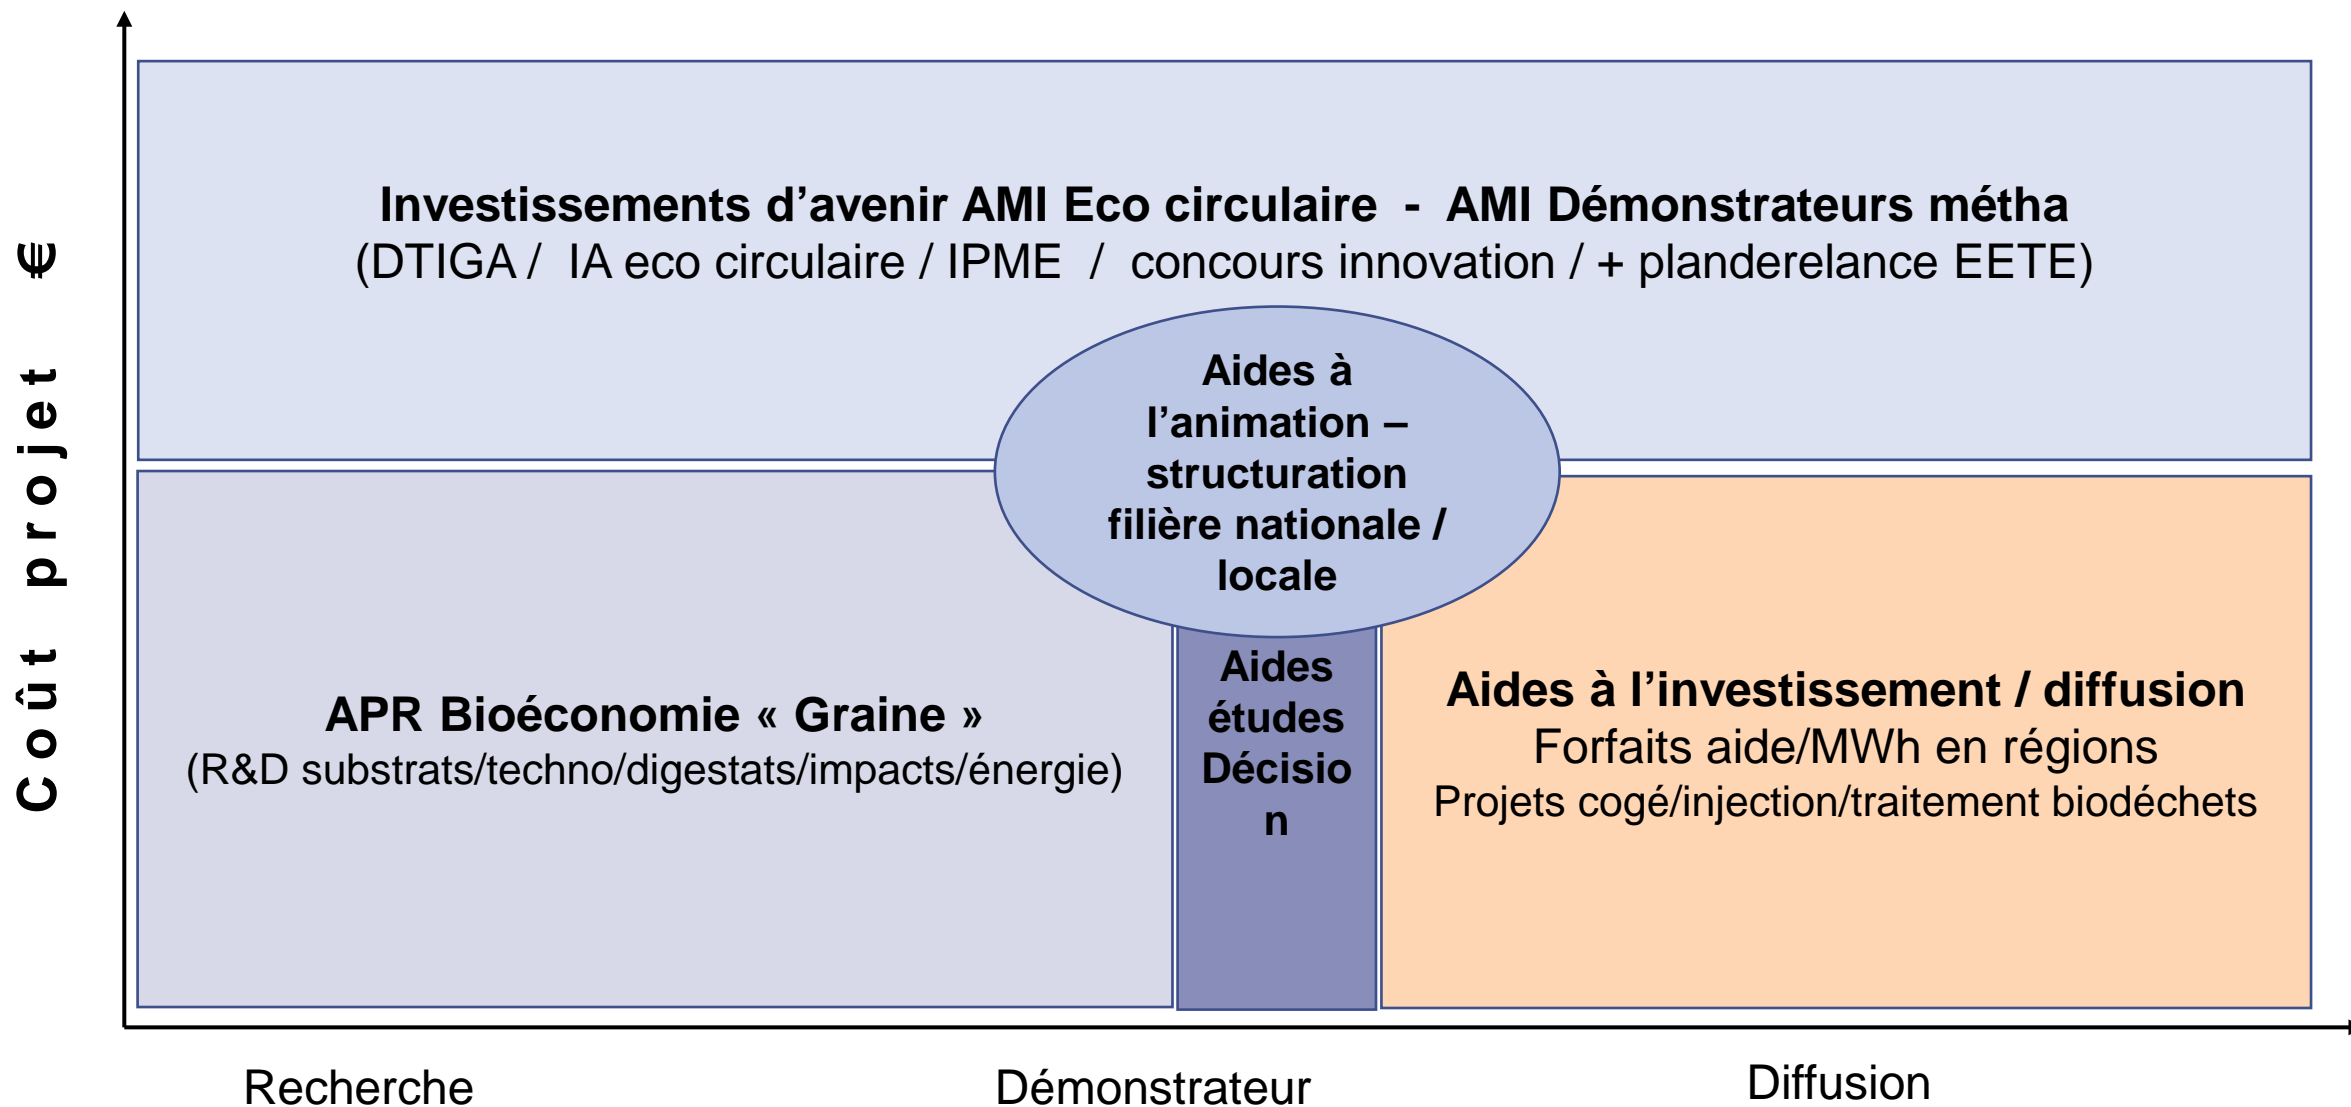 Coût projet €
Investissements d’avenir AMI Eco circulaire - AMI Démonstrateurs métha
(DTIGA / IA eco circulaire / IPME / concours innovation / + planderelance EETE)
Aides à
l’animation –
structuration
filière nationale /
locale
APR Bioéconomie « Graine »
(R&D substrats/techno/digestats/impacts/énergie)
Aides
études
Décisio
n
Aides à l’investissement / diffusion
Forfaits aide/MWh en régions
Projets cogé/injection/traitement biodéchets
Recherche
Démonstrateur
Diffusion